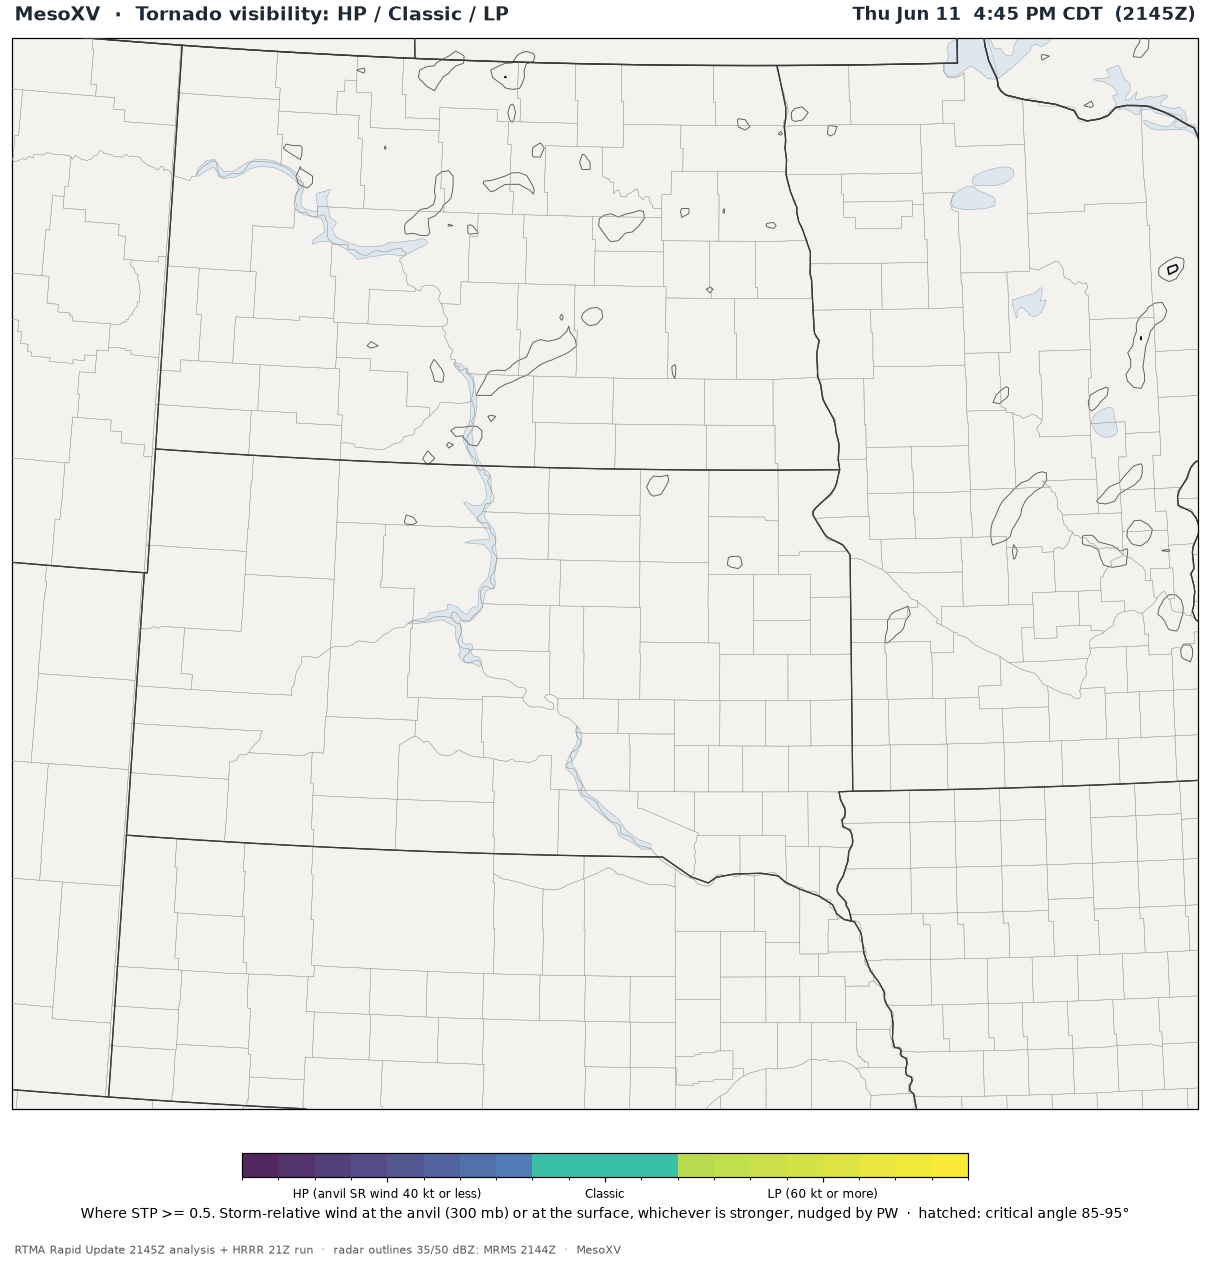 MesoXV · Tornado visibility: HP / Classic / LP
Thu Jun 11 4:45 PM CDT (2145Z)
HP (anvil SR wind 40 kt or less)
Classic
LP (60 kt or more)
Where STP >= 0.5. Storm-relative wind at the anvil (300 mb) or at the surface, whichever is stronger, nudged by PW · hatched: critical angle 85-95°
RTMA Rapid Update 2145Z analysis + HRRR 21Z run · radar outlines 35/50 dBZ: MRMS 2144Z · MesoXV